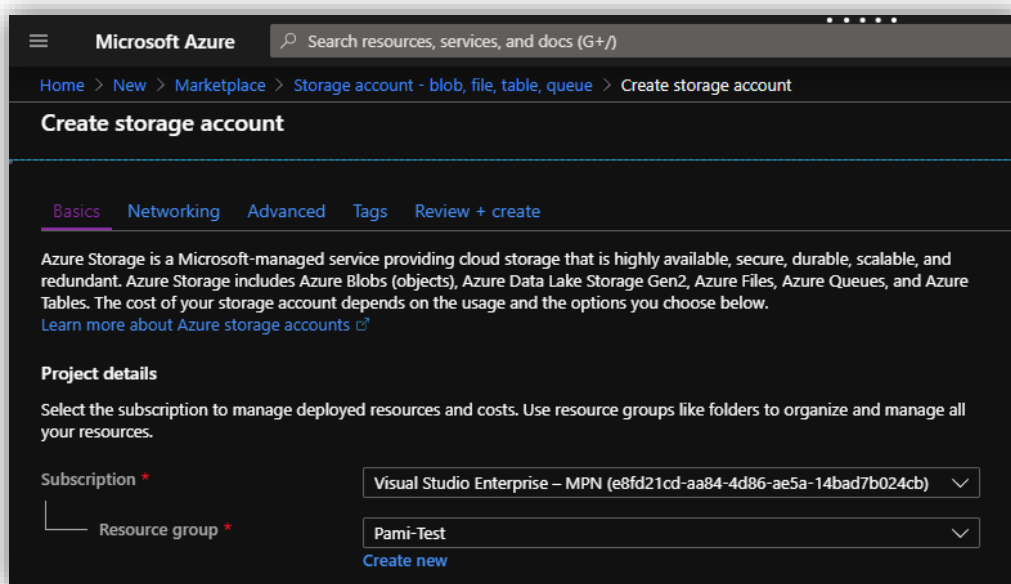 Microsoft Azure
Search resources, services, and docs (G+/)
Home > New > Marketplace > Storage account - blob, file, table, queue > Create storage account
Create storage account
Basics Networking Advanced Tags Review + create
Azure Storage is a Microsoft-managed service providing cloud storage that is highly available, secure, durable, scalable, and
redundant. Azure Storage includes Azure Blobs (objects), Azure Data Lake Storage Gen2, Azure Files, Azure Queues, and Azure
Tables. The cost of your storage account depends on the usage and the options you choose below.
Learn more about Azure storage accounts
Project details
Select the subscription to manage deployed resources and costs. Use resource groups like folders to organize and manage all
your resources.
Subscription *
Visual Studio Enterprise – MPN (e8fd21cd-aa84-4d86-ae5a-14bad7b024cb)
Resource group *
Pami-Test
Create new